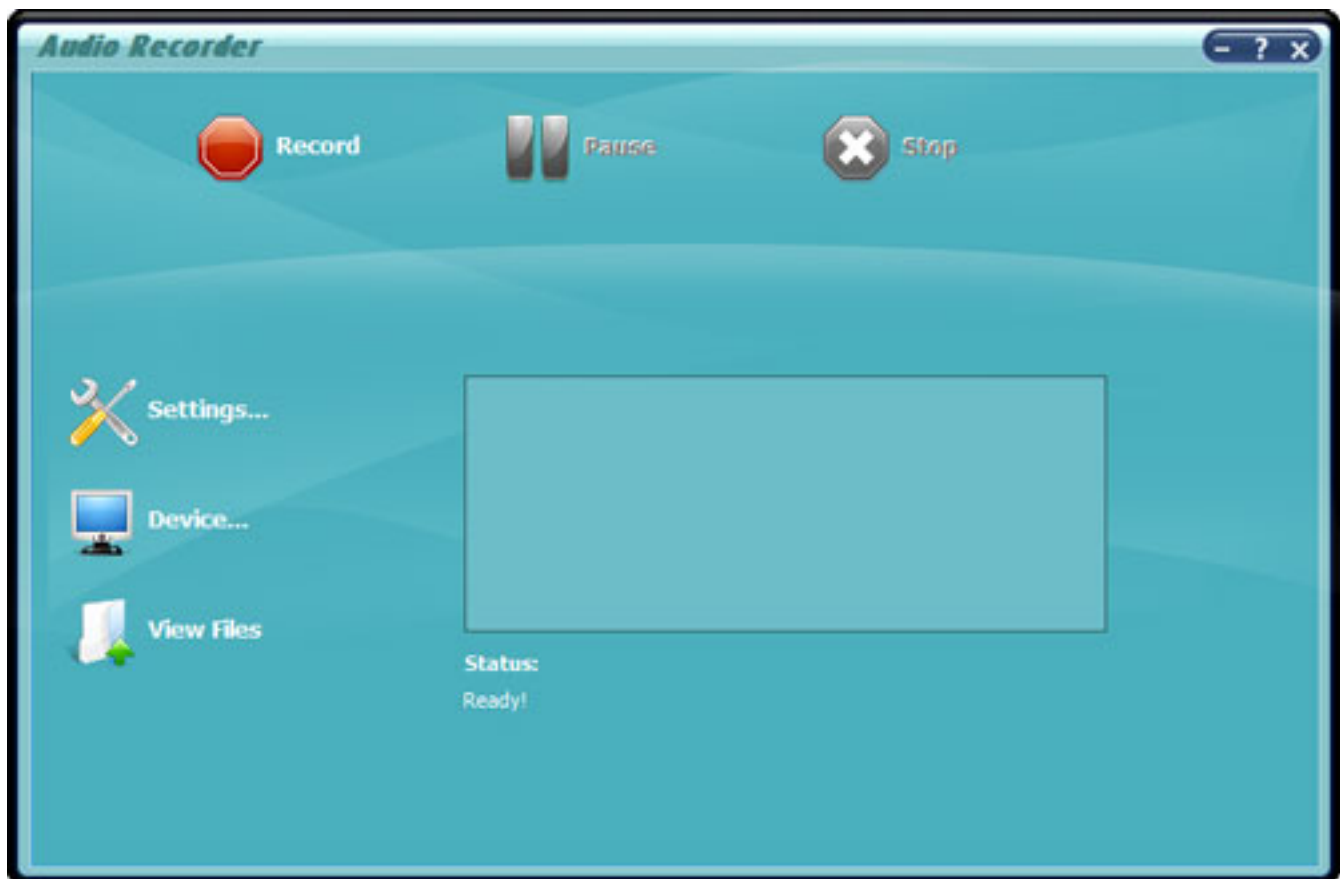 Audio Recorder
- ? x
Record
Pause
Stop
Settings...
Device...
View Files
Status:
Ready!